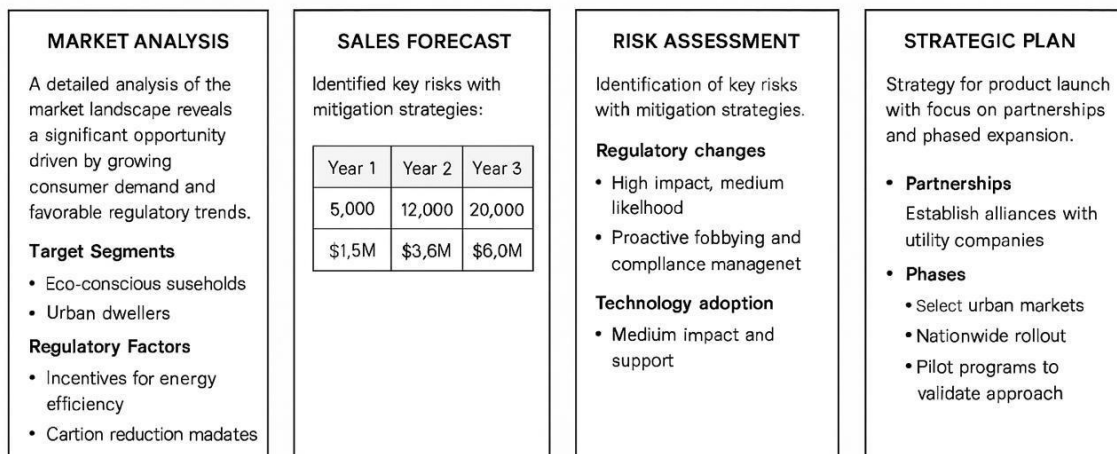 MARKET ANALYSIS
A detailed analysis of the
market landscape reveals
a significant opportunity
driven by growing
consumer demand and
favorable regulatory trends.
Target Segments
• Eco-conscious suseholds
• Urban dwellers
Regulatory Factors
• Incentives for energy
efficiency
• Cartion reduction madates
SALES FORECAST
Identified key risks with
mitigation strategies:
Year 1 Year 2 Year 3
5,000 12,000 20,000
$1,5M $3,6M $6,0M
RISK ASSESSMENT
Identification of key risks
with mitigation strategies.
Regulatory changes
• High impact, medium
likelhood
• Proactive fobbying and
compllance managenet
Technology adoption
• Medium impact and
support
STRATEGIC PLAN
Strategy for product launch
with focus on partnerships
and phased expansion.
• Partnerships
Establish alliances with
utility companies
• Phases
• Select urban markets
• Nationwide rollout
• Pilot programs to
validate approach